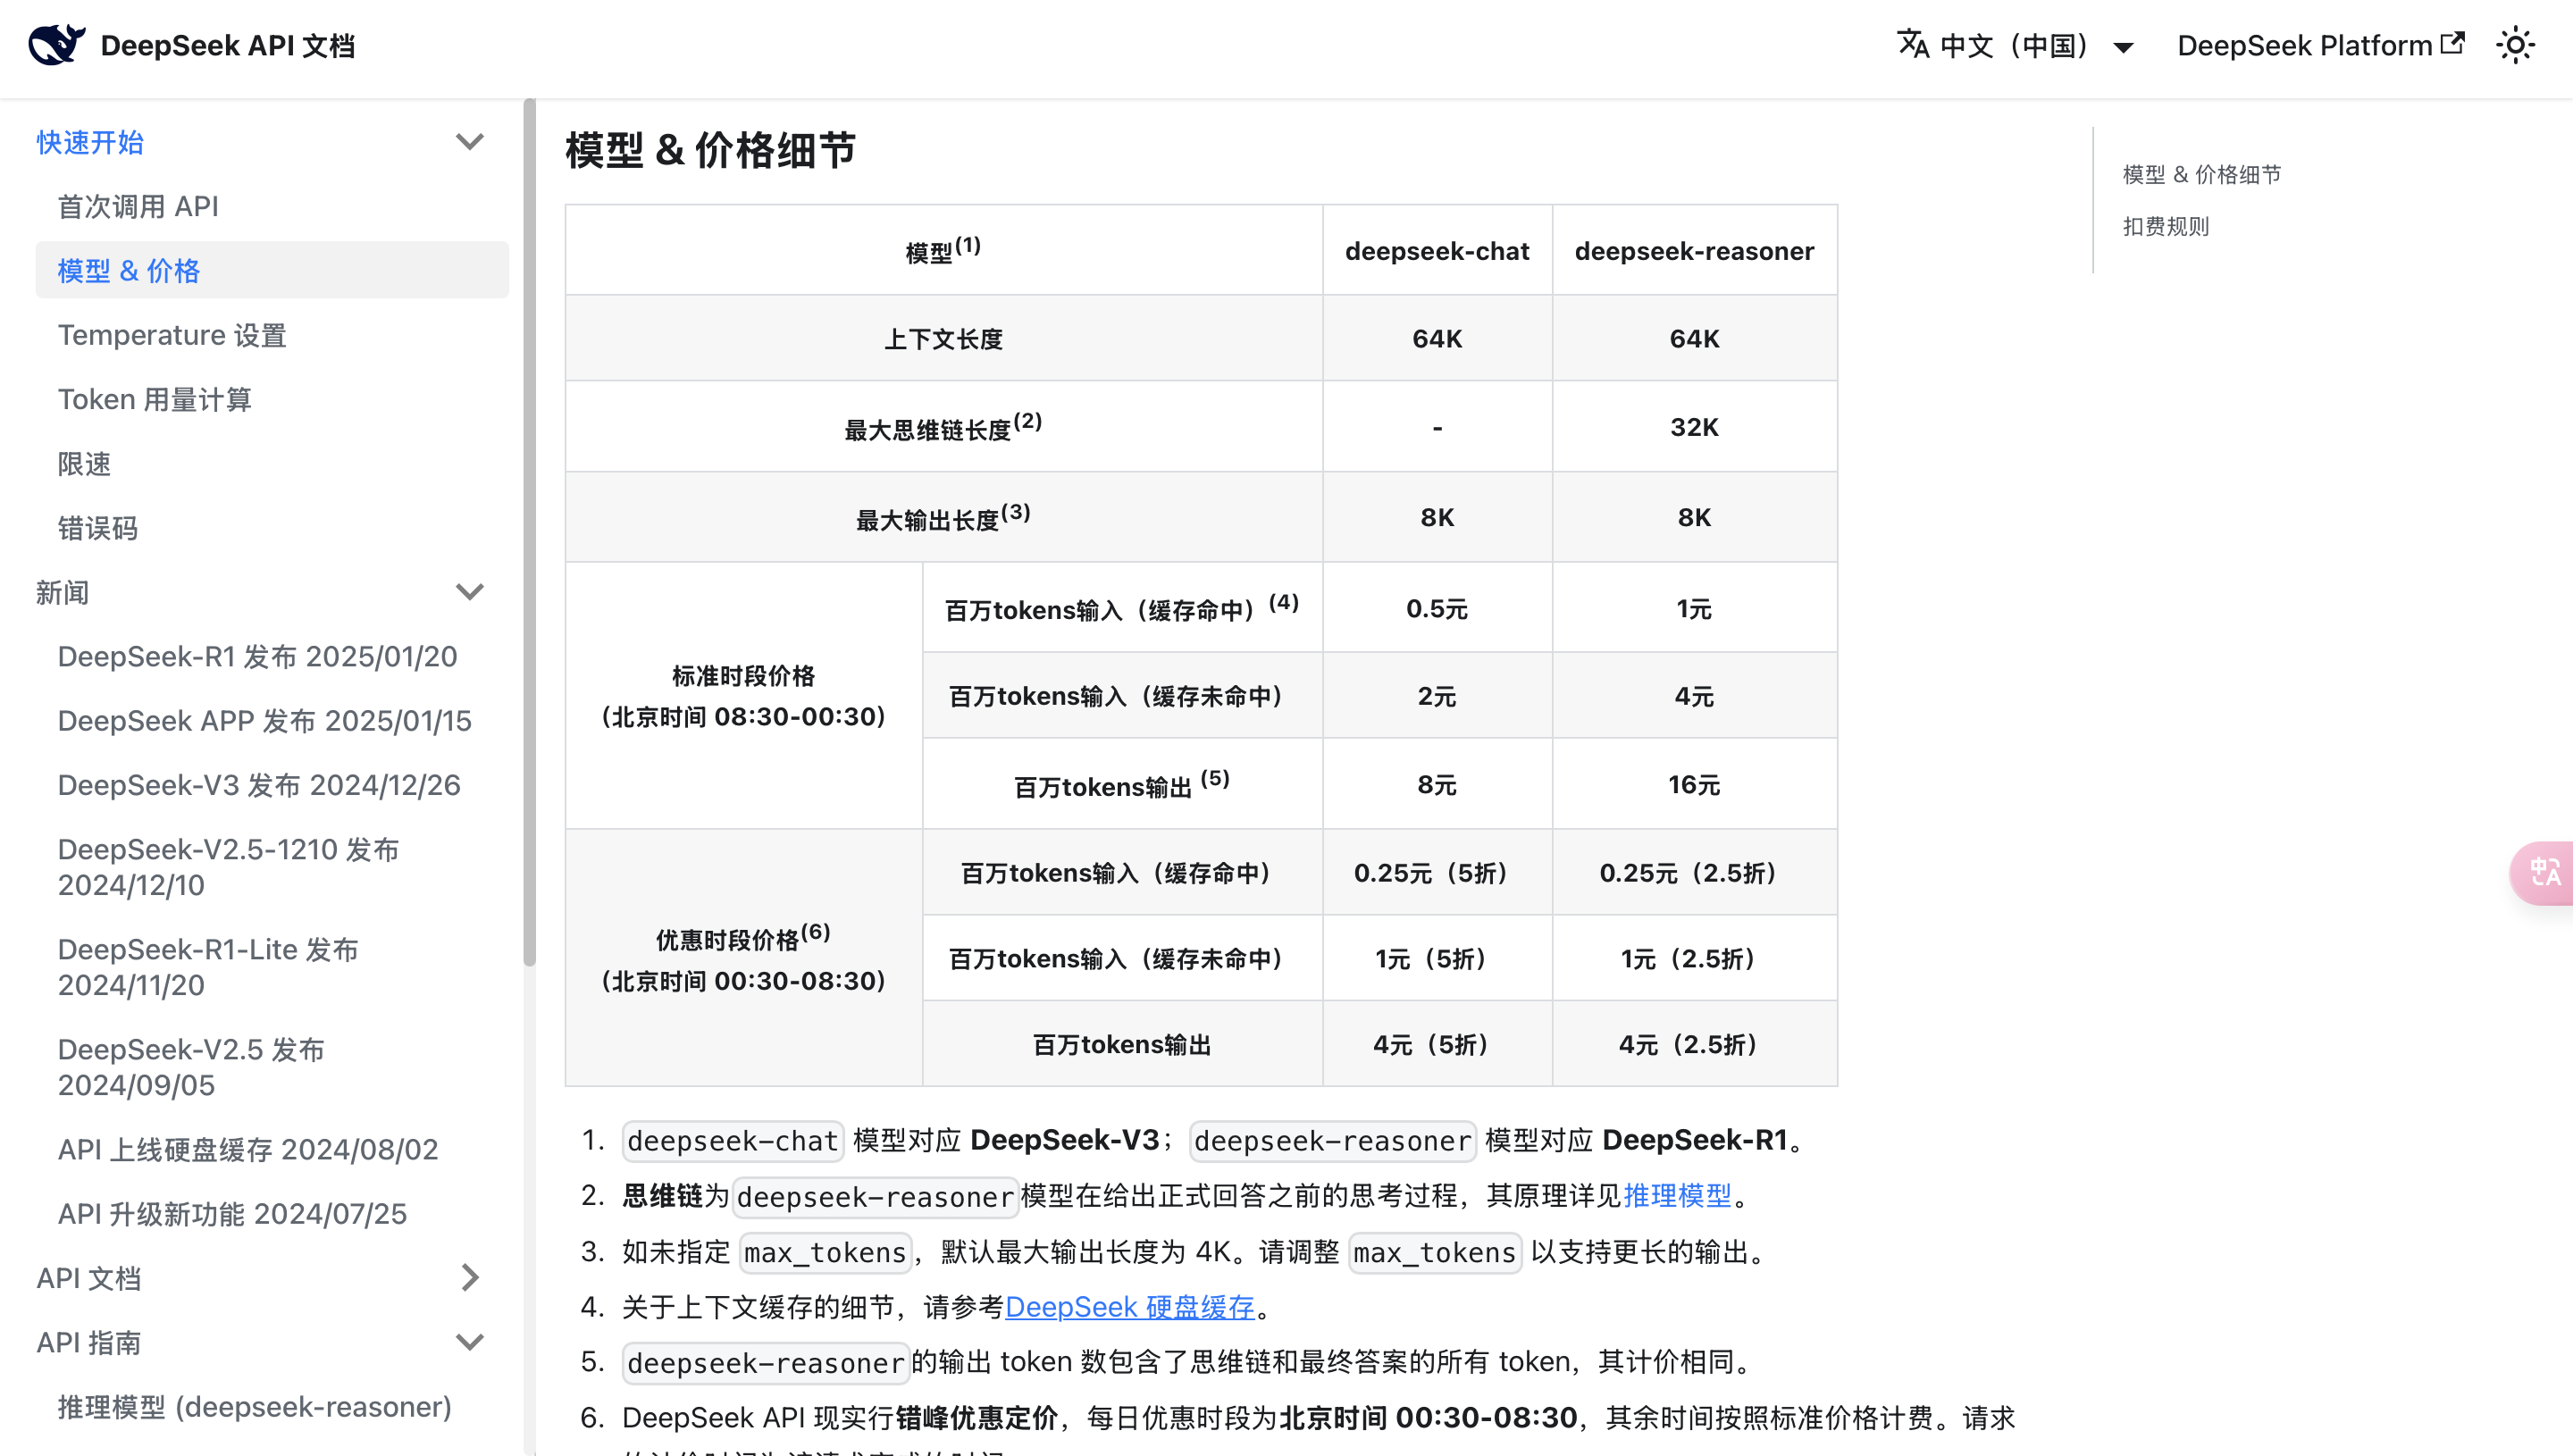 DeepSeek API 文档
中文（中国）
DeepSeek Platform
快速开始
首次调用 API
模型 & 价格
Temperature 设置
Token 用量计算
限速
错误码
新闻
DeepSeek-R1 发布 2025/01/20
DeepSeek APP 发布 2025/01/15
DeepSeek-V3 发布 2024/12/26
DeepSeek-V2.5-1210 发布
2024/12/10
DeepSeek-R1-Lite 发布
2024/11/20
DeepSeek-V2.5 发布
2024/09/05
API 上线硬盘缓存 2024/08/02
API 升级新功能 2024/07/25
API 文档
API 指南
推理模型 (deepseek-reasoner)
模型 & 价格细节
模型(1) deepseek-chat deepseek-reasoner
上下文长度 64K 64K
最大思维链长度(2) - 32K
最大输出长度(3) 8K 8K
标准时段价格
（北京时间 08:30-00:30）
百万tokens输入（缓存命中）(4) 0.5元 1元
百万tokens输入（缓存未命中） 2元 4元
百万tokens输出 (5) 8元 16元
优惠时段价格(6)
（北京时间 00:30-08:30）
百万tokens输入（缓存命中） 0.25元（5折） 0.25元（2.5折）
百万tokens输入（缓存未命中） 1元（5折） 1元（2.5折）
百万tokens输出 4元（5折） 4元（2.5折）
1. deepseek-chat 模型对应 DeepSeek-V3；deepseek-reasoner 模型对应 DeepSeek-R1。
2. 思维链为deepseek-reasoner模型在给出正式回答之前的思考过程，其原理详见推理模型。
3. 如未指定 max_tokens，默认最大输出长度为 4K。请调整 max_tokens 以支持更长的输出。
4. 关于上下文缓存的细节，请参考DeepSeek 硬盘缓存。
5. deepseek-reasoner的输出 token 数包含了思维链和最终答案的所有 token，其计价相同。
6. DeepSeek API 现实行错峰优惠定价，每日优惠时段为北京时间 00:30-08:30，其余时间按照标准价格计费。请求
模型 & 价格细节
扣费规则